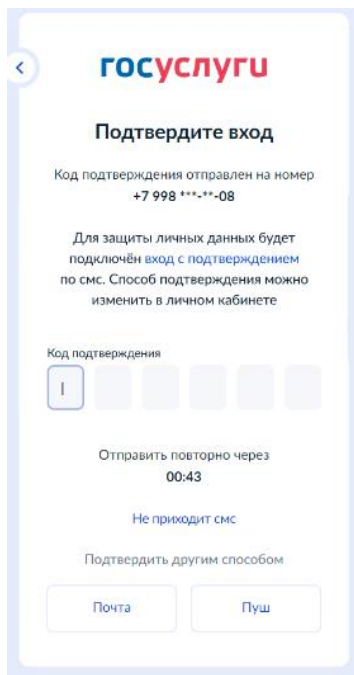 госуслуги
Подтвердите вход
Код подтверждения отправлен на номер
+7 998 ***-**-08
Для защиты личных данных будет
подключён вход с подтверждением
по смс. Способ подтверждения можно
изменить в личном кабинете
Код подтверждения
Отправить повторно через
00:43
Не приходит смс
Подтвердить другим способом
Почта
Пуш